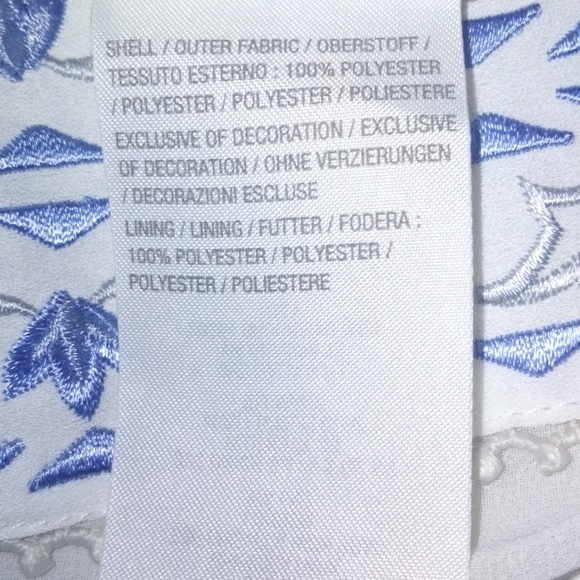 SHELL / OUTER FABRIC / OBERSTOFF /
TESSUTO ESTERNO : 100% POLYESTER
/ POLYESTER / POLYESTER / POLIESTERE
EXCLUSIVE OF DECORATION / EXCLUSIVE
OF DECORATION / OHNE VERZIERUNGEN
/ DECORAZIONI ESCLUSE
LINING / LINING / FUTTER / FODERA :
100% POLYESTER / POLYESTER /
POLYESTER / POLIESTERE